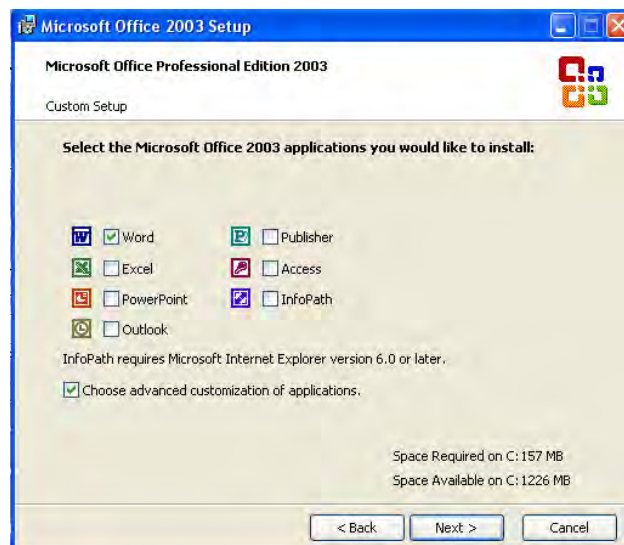 Microsoft Office 2003 Setup
Microsoft Office Professional Edition 2003
Custom Setup
Select the Microsoft Office 2003 applications you would like to install:
Word
Publisher
Excel
Access
PowerPoint
InfoPath
Outlook
InfoPath requires Microsoft Internet Explorer version 6.0 or later.
Choose advanced customization of applications.
Space Required on C: 157 MB
Space Available on C: 1226 MB
< Back
Next >
Cancel